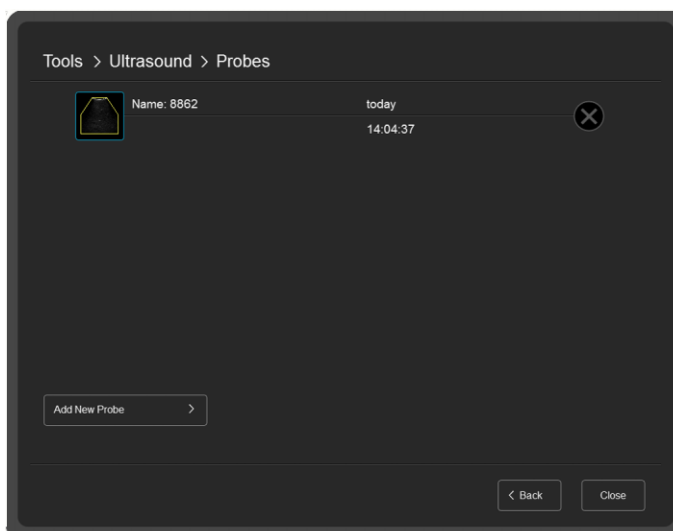 Tools > Ultrasound > Probes
Name: 8862 today
14:04:37
Add New Probe >
< Back Close